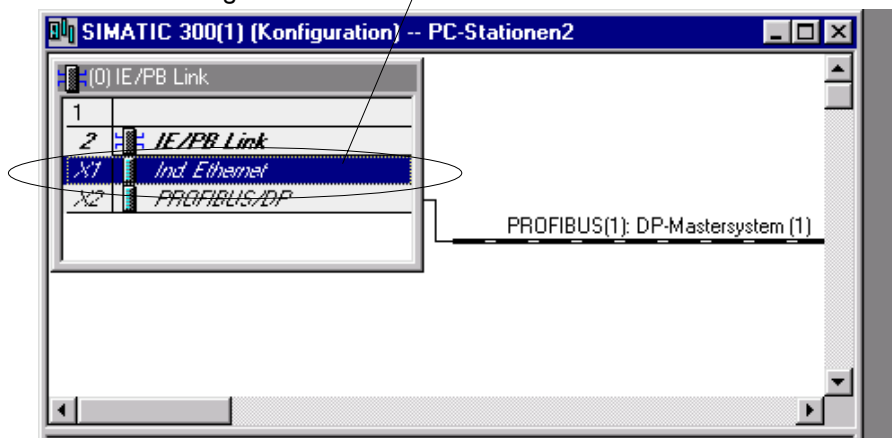 SIMATIC 300(1) (Konfiguration) -- PC-Stationen2
(0) IE/PB Link
1
2 IE/PB Link
X1 Ind. Ethernet
X2 PROFIBUS/DP
PROFIBUS(1): DP-Mastersystem (1)